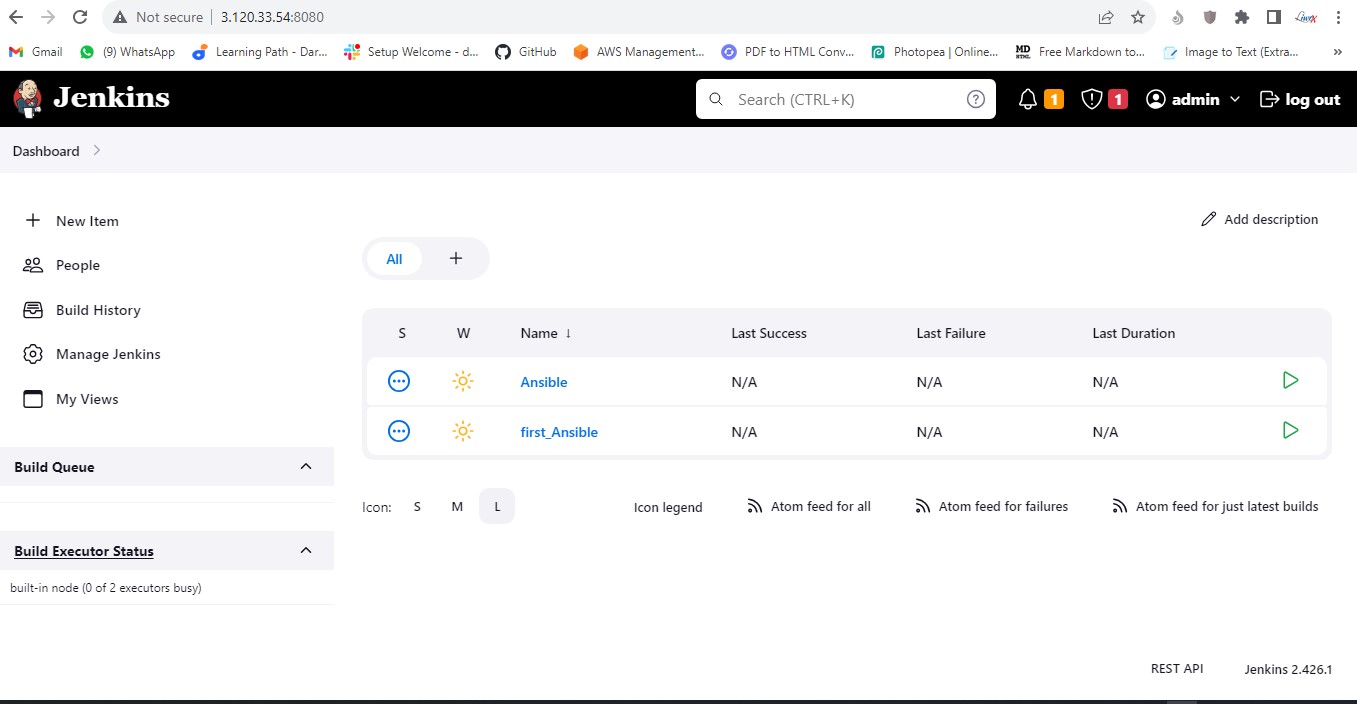 Not secure 3.120.33.54:8080
Gmail (9) WhatsApp Learning Path - Dar... Setup Welcome - d... GitHub AWS Management... PDF to HTML Conv... Photopea | Online... MD HTML Free Markdown to... Image to Text (Extra... »
Jenkins Search (CTRL+K) 1 1 admin log out
Dashboard
New Item
Add description
People
All +
Build History
Manage Jenkins
My Views
S W Name ↓ Last Success Last Failure Last Duration
Ansible N/A N/A N/A
first_Ansible N/A N/A N/A
Build Queue
Icon: S M L Icon legend Atom feed for all Atom feed for failures Atom feed for just latest builds
Build Executor Status
built-in node (0 of 2 executors busy)
REST API Jenkins 2.426.1